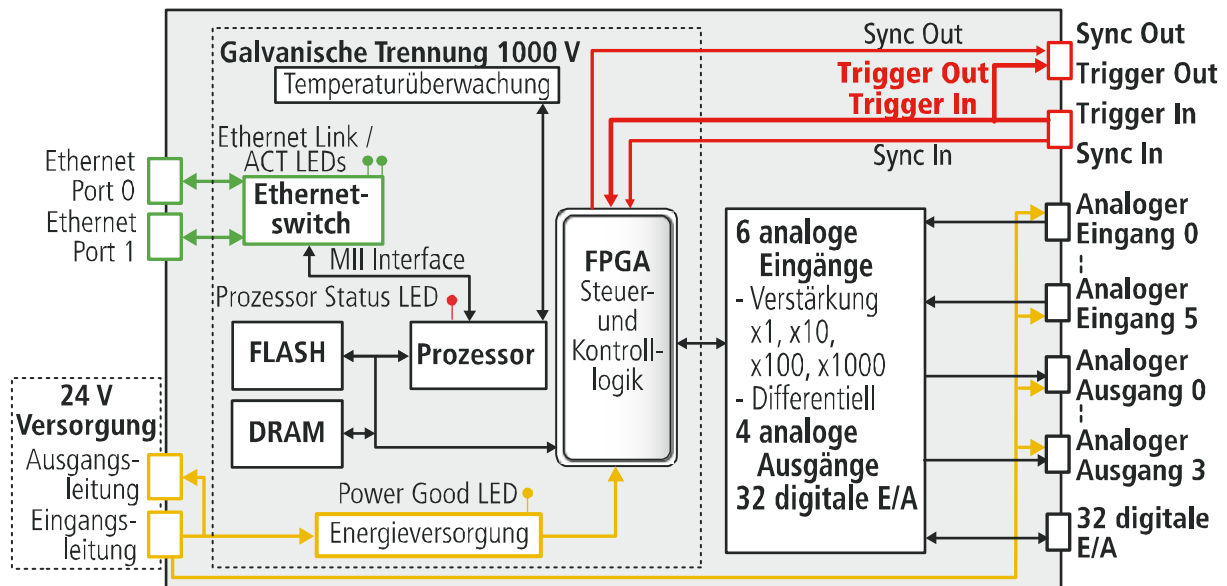 Galvanische Trennung 1000 V
Temperaturüberwachung
Ethernet Link /
ACT LEDs
Ethernet
Port 0
Ethernet
Port 1
Ethernet-
switch
MII Interface
Prozessor Status LED
FLASH
Prozessor
DRAM
24 V
Versorgung
Ausgangs-
leitung
Eingangs-
leitung
Power Good LED
Energieversorgung
FPGA
Steuer-
und
Kontroll-
logik
Sync Out
Trigger Out
Trigger In
Sync In
6 analoge
Eingänge
- Verstärkung
x1, x10,
x100, x1000
- Differentiell
4 analoge
Ausgänge
32 digitale E/A
Sync Out
Trigger Out
Trigger In
Sync In
Analoger
Eingang 0
Analoger
Eingang 5
Analoger
Ausgang 0
Analoger
Ausgang 3
32 digitale
E/A